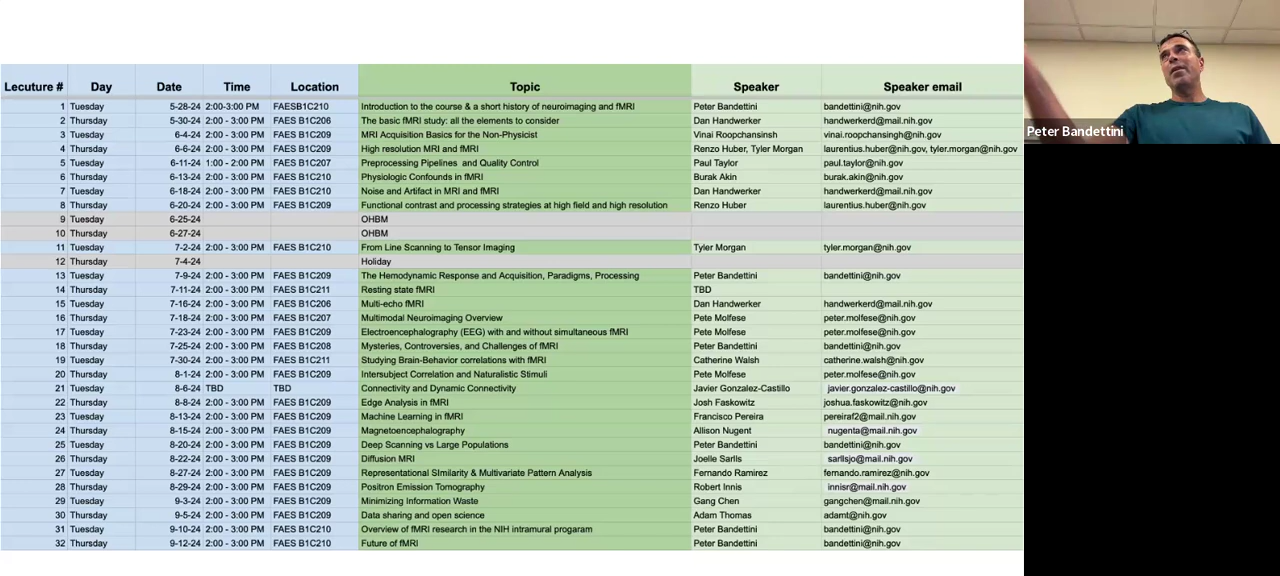 Lecuture # Day Date Time Location Topic Speaker Speaker email
1 Tuesday 5-28-24 2:00-3:00 PM FAESB1C210 Introduction to the course & a short history of neuroimaging and fMRI Peter Bandettini bandettini@nih.gov
2 Thursday 5-30-24 2:00 - 3:00 PM FAES B1C206 The basic fMRI study: all the elements to consider Dan Handwerker handwerkerd@mail.nih.gov
3 Tuesday 6-4-24 2:00 - 3:00 PM FAES B1C209 MRI Acquisition Basics for the Non-Physicist Vinai Roopchansinsh vinai.roopchansingh@nih.gov
4 Thursday 6-6-24 2:00 - 3:00 PM FAES B1C209 High resolution MRI and fMRI Renzo Huber, Tyler Morgan laurentius.huber@nih.gov, tyler.morgan@nih.gov
5 Tuesday 6-11-24 1:00 - 2:00 PM FAES B1C207 Preprocessing Pipelines and Quality Control Paul Taylor paul.taylor@nih.gov
6 Thursday 6-13-24 2:00 - 3:00 PM FAES B1C210 Physiologic Confounds in fMRI Burak Akin burak.akin@nih.gov
7 Tuesday 6-18-24 2:00 - 3:00 PM FAES B1C210 Noise and Artifact in MRI and fMRI Dan Handwerker handwerkerd@mail.nih.gov
8 Thursday 6-20-24 2:00 - 3:00 PM FAES B1C209 Functional contrast and processing strategies at high field and high resolution Renzo Huber laurentius.huber@nih.gov
9 Tuesday 6-25-24 OHBM
10 Thursday 6-27-24 OHBM
11 Tuesday 7-2-24 2:00 - 3:00 PM FAES B1C210 From Line Scanning to Tensor Imaging Tyler Morgan tyler.morgan@nih.gov
12 Thursday 7-4-24 Holiday
13 Tuesday 7-9-24 2:00 - 3:00 PM FAES B1C209 The Hemodynamic Response and Acquisition, Paradigms, Processing Peter Bandettini bandettini@nih.gov
14 Thursday 7-11-24 2:00 - 3:00 PM FAES B1C211 Resting state fMRI TBD
15 Tuesday 7-16-24 2:00 - 3:00 PM FAES B1C206 Multi-echo fMRI Dan Handwerker handwerkerd@mail.nih.gov
16 Thursday 7-18-24 2:00 - 3:00 PM FAES B1C207 Multimodal Neuroimaging Overview Pete Molfese peter.molfese@nih.gov
17 Tuesday 7-23-24 2:00 - 3:00 PM FAES B1C209 Electroencephalography (EEG) with and without simultaneous fMRI Pete Molfese peter.molfese@nih.gov
18 Thursday 7-25-24 2:00 - 3:00 PM FAES B1C208 Mysteries, Controversies, and Challenges of fMRI Peter Bandettini bandettini@nih.gov
19 Tuesday 7-30-24 2:00 - 3:00 PM FAES B1C211 Studying Brain-Behavior correlations with fMRI Catherine Walsh catherine.walsh@nih.gov
20 Thursday 8-1-24 2:00 - 3:00 PM FAES B1C209 Intersubject Correlation and Naturalistic Stimuli Pete Molfese peter.molfese@nih.gov
21 Tuesday 8-6-24 TBD TBD Connectivity and Dynamic Connectivity Javier Gonzalez-Castillo javier.gonzalez-castillo@nih.gov
22 Thursday 8-8-24 2:00 - 3:00 PM FAES B1C209 Edge Analysis in fMRI Josh Faskowitz joshua.faskowitz@nih.gov
23 Tuesday 8-13-24 2:00 - 3:00 PM FAES B1C209 Machine Learning in fMRI Francisco Pereira pereiraf2@mail.nih.gov
24 Thursday 8-15-24 2:00 - 3:00 PM FAES B1C209 Magnetoencephalography Allison Nugent nugenta@mail.nih.gov
25 Tuesday 8-20-24 2:00 - 3:00 PM FAES B1C209 Deep Scanning vs Large Populations Peter Bandettini bandettini@nih.gov
26 Thursday 8-22-24 2:00 - 3:00 PM FAES B1C209 Diffusion MRI Joelle Sarlls sarllsjo@mail.nih.gov
27 Tuesday 8-27-24 2:00 - 3:00 PM FAES B1C209 Representational SImilarity & Multivariate Pattern Analysis Fernando Ramirez fernando.ramirez@nih.gov
28 Thursday 8-29-24 2:00 - 3:00 PM FAES B1C209 Positron Emission Tomography Robert Innis innisr@mail.nih.gov
29 Tuesday 9-3-24 2:00 - 3:00 PM FAES B1C209 Minimizing Information Waste Gang Chen gangchen@mail.nih.gov
30 Thursday 9-5-24 2:00 - 3:00 PM FAES B1C209 Data sharing and open science Adam Thomas adamt@nih.gov
31 Tuesday 9-10-24 2:00 - 3:00 PM FAES B1C210 Overview of fMRI research in the NIH intramural progaram Peter Bandettini bandettini@nih.gov
32 Thursday 9-12-24 2:00 - 3:00 PM FAES B1C210 Future of fMRI Peter Bandettini bandettini@nih.gov
Peter Bandettini